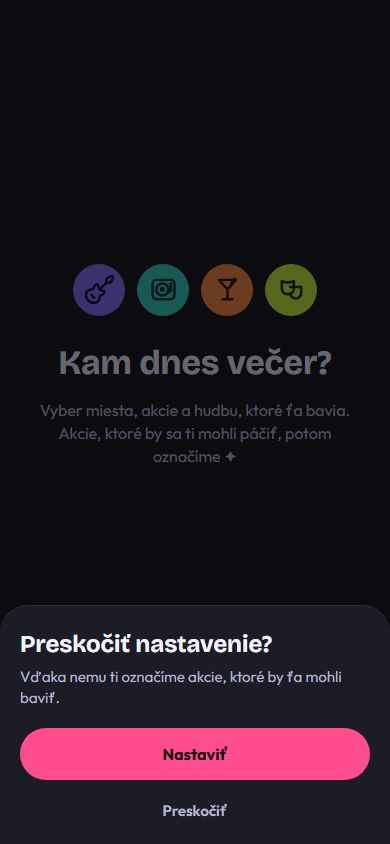 Kam dnes večer?
Vyber miesta, akcie a hudbu, ktoré ťa bavia.
Akcie, ktoré by sa ti mohli páčiť, potom
označíme ✦
Preskočiť nastavenie?
Vďaka nemu ti označíme akcie, ktoré by ťa mohli
baviť.
Nastaviť
Preskočiť